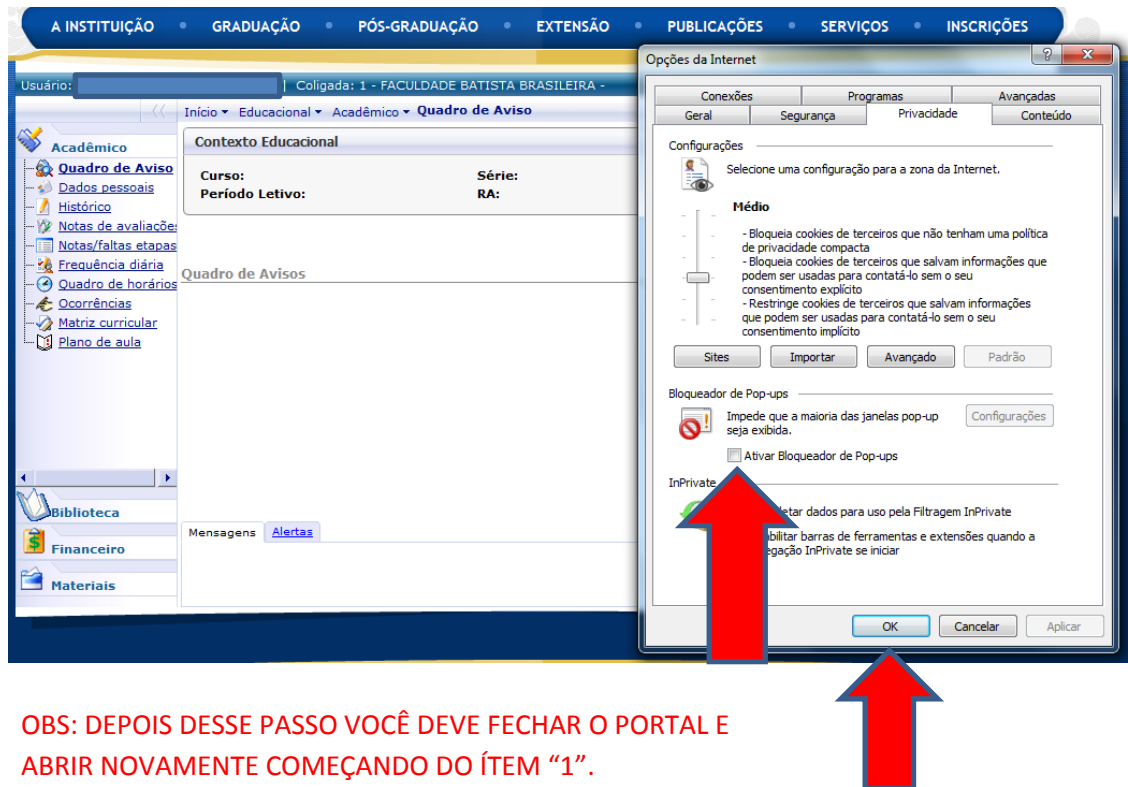 A INSTITUIÇÃO • GRADUAÇÃO • PÓS-GRADUAÇÃO • EXTENSÃO • PUBLICAÇÕES • SERVIÇOS • INSCRIÇÕES
Usuário: | Coligada: 1 - FACULDADE BATISTA BRASILEIRA -
Início Educacional Acadêmico Quadro de Aviso
Acadêmico
Quadro de Aviso
Dados pessoais
Histórico
Notas de avaliações
Notas/faltas etapas
Frequência diária
Quadro de horários
Ocorrências
Matriz curricular
Plano de aula
Biblioteca
Financeiro
Materiais
Contexto Educacional
Curso: Série:
Período Letivo: RA:
Quadro de Avisos
Mensagens Alertas
Opções da Internet
Conexões Programas Avançadas
Geral Segurança Privacidade Conteúdo
Configurações
Selecione uma configuração para a zona da Internet.
Médio
- Bloqueia cookies de terceiros que não tenham uma política
de privacidade compacta
- Bloqueia cookies de terceiros que salvam informações que
podem ser usadas para contatá-lo sem o seu
consentimento explícito
- Restringe cookies de terceiros que salvam informações
que podem ser usadas para contatá-lo sem o seu
consentimento implícito
Sites Importar Avançado Padrão
Bloqueador de Pop-ups
Impede que a maioria das janelas pop-up
seja exibida.
Configurações
Ativar Bloqueador de Pop-ups
InPrivate
dados para uso pela Filtragem InPrivate
barras de ferramentas e extensões quando a
InPrivate se iniciar
OK Cancelar Aplicar
OBS: DEPOIS DESSE PASSO VOCÊ DEVE FECHAR O PORTAL E
ABRIR NOVAMENTE COMEÇANDO DO ÍTEM “1”.